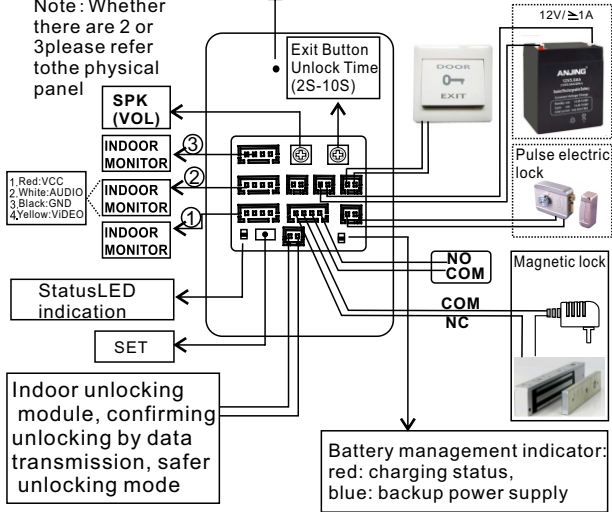 Note: Whether
there are 2 or
3please refer
tothe physical
panel
12V/≥1A
Exit Button
Unlock Time
(2S-10S)
DOOR
EXIT
ANJING
SPK
(VOL)
INDOOR
MONITOR
③
INDOOR
MONITOR
②
INDOOR
MONITOR
①
1,Red:VCC
2,White:AUDIO
3,Black:GND
4,Yellow:ViDEO
Pulse electric
lock
NO
COM
Magnetic lock
COM
NC
StatusLED
indication
SET
Indoor unlocking
module, confirming
unlocking by data
transmission, safer
unlocking mode
Battery management indicator:
red: charging status,
blue: backup power supply